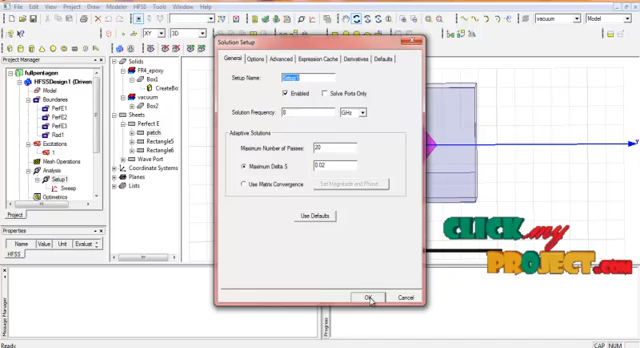 File Edit View Project Draw Modeler HFSS Tools Window Help
vacuum
Model
XY
3D
Project Manager
fullpentagon
HFSSDesign1 (Driven
Model
Boundaries
PerfE1
PerfE2
PerfE3
Rad1
Excitations
1
Mesh Operations
Analysis
Setup1
Sweep
Optimetrics
Project
Properties
Name Value Unit Evaluat
HFSS
Solids
FR4_epoxy
Box1
CreateBo
vacuum
Box2
Sheets
Perfect E
patch
Rectangle5
Rectangle6
Wave Port
Coordinate Systems
Planes
Lists
Solution Setup
General Options Advanced Expression Cache Derivatives Defaults
Setup Name: Setup1
Enabled Solve Ports Only
Solution Frequency: 8 GHz
Adaptive Solutions
Maximum Number of Passes: 20
Maximum Delta S 0.02
Use Matrix Convergence Set Magnitude and Phase...
Use Defaults
OK Cancel
CLICK my
PROJECT.com
Message Manager
Progress
CAP NUM